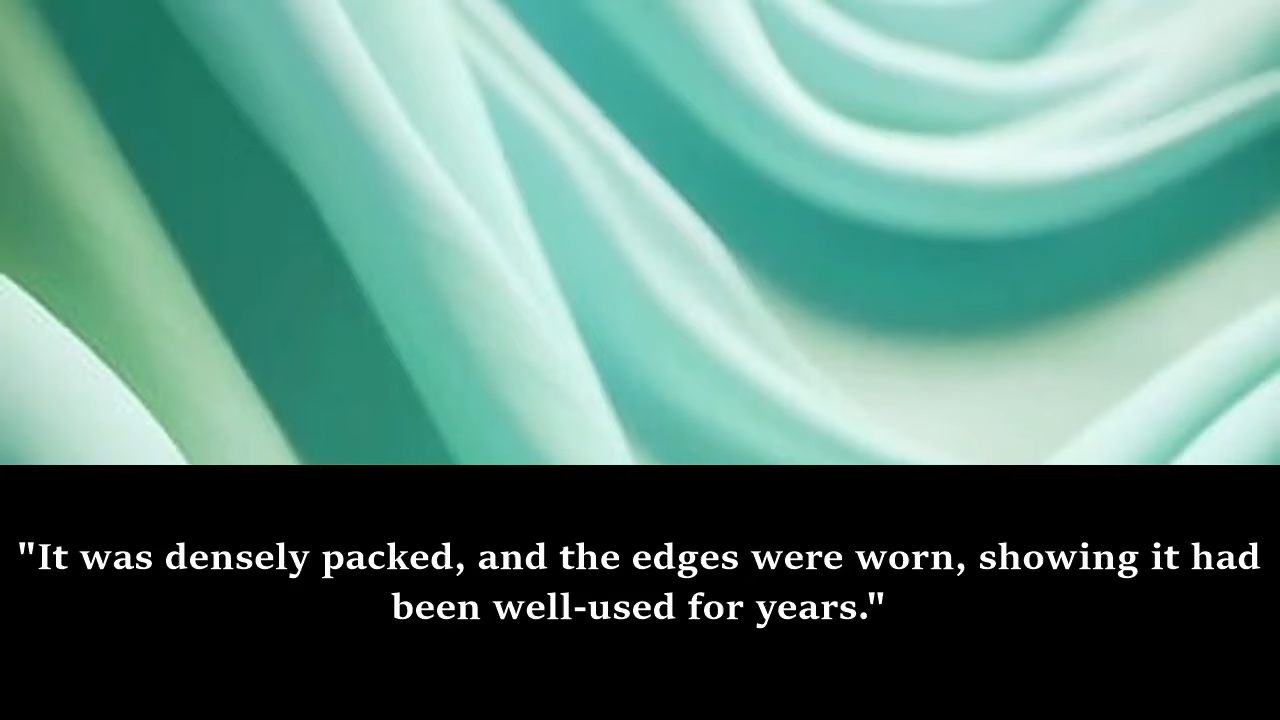 "It was densely packed, and the edges were worn, showing it had
been well-used for years."